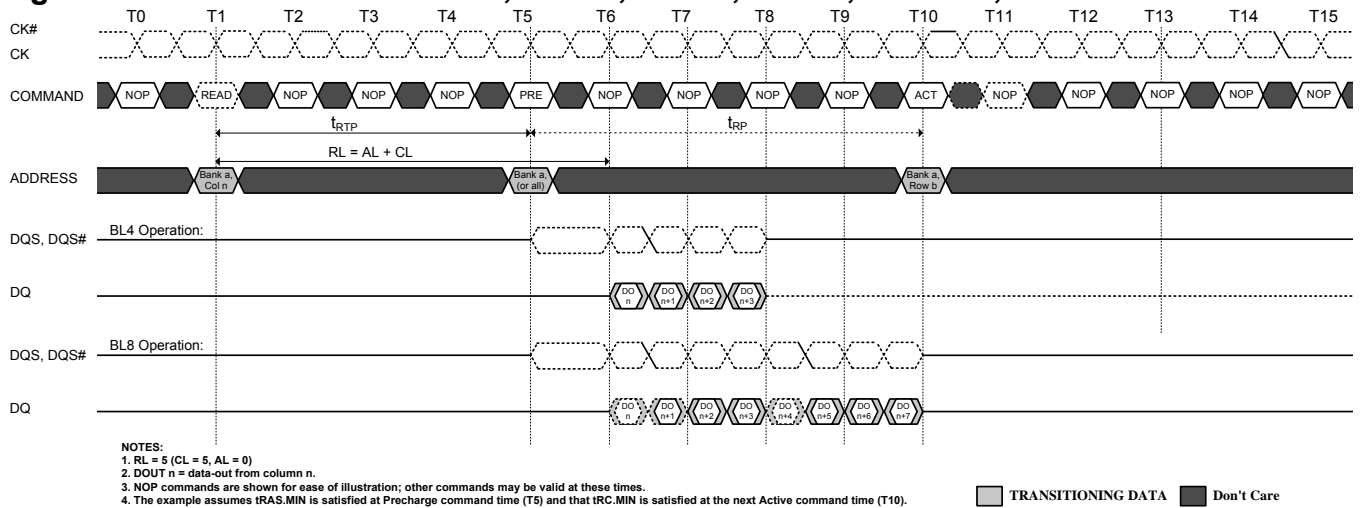 T0 T1 T2 T3 T4 T5 T6 T7 T8 T9 T10 T11 T12 T13 T14 T15
CK#
CK
COMMAND NOP READ NOP NOP NOP PRE NOP NOP NOP NOP ACT NOP NOP NOP NOP NOP
tRTP tRP
RL = AL + CL
ADDRESS
Bank a, Col n
Bank a, (or all)
Bank a, Row b
DQS, DQS# BL4 Operation:
DQ DO n DO n+1 DO n+2 DO n+3
DQS, DQS# BL8 Operation:
DQ DO n DO n+1 DO n+2 DO n+3 DO n+4 DO n+5 DO n+6 DO n+7
NOTES:
1. RL = 5 (CL = 5, AL = 0)
2. DOUT n = data-out from column n.
3. NOP commands are shown for ease of illustration; other commands may be valid at these times.
4. The example assumes tRAS.MIN is satisfied at Precharge command time (T5) and that tRC.MIN is satisfied at the next Active command time (T10).
TRANSITIONING DATA Don't Care